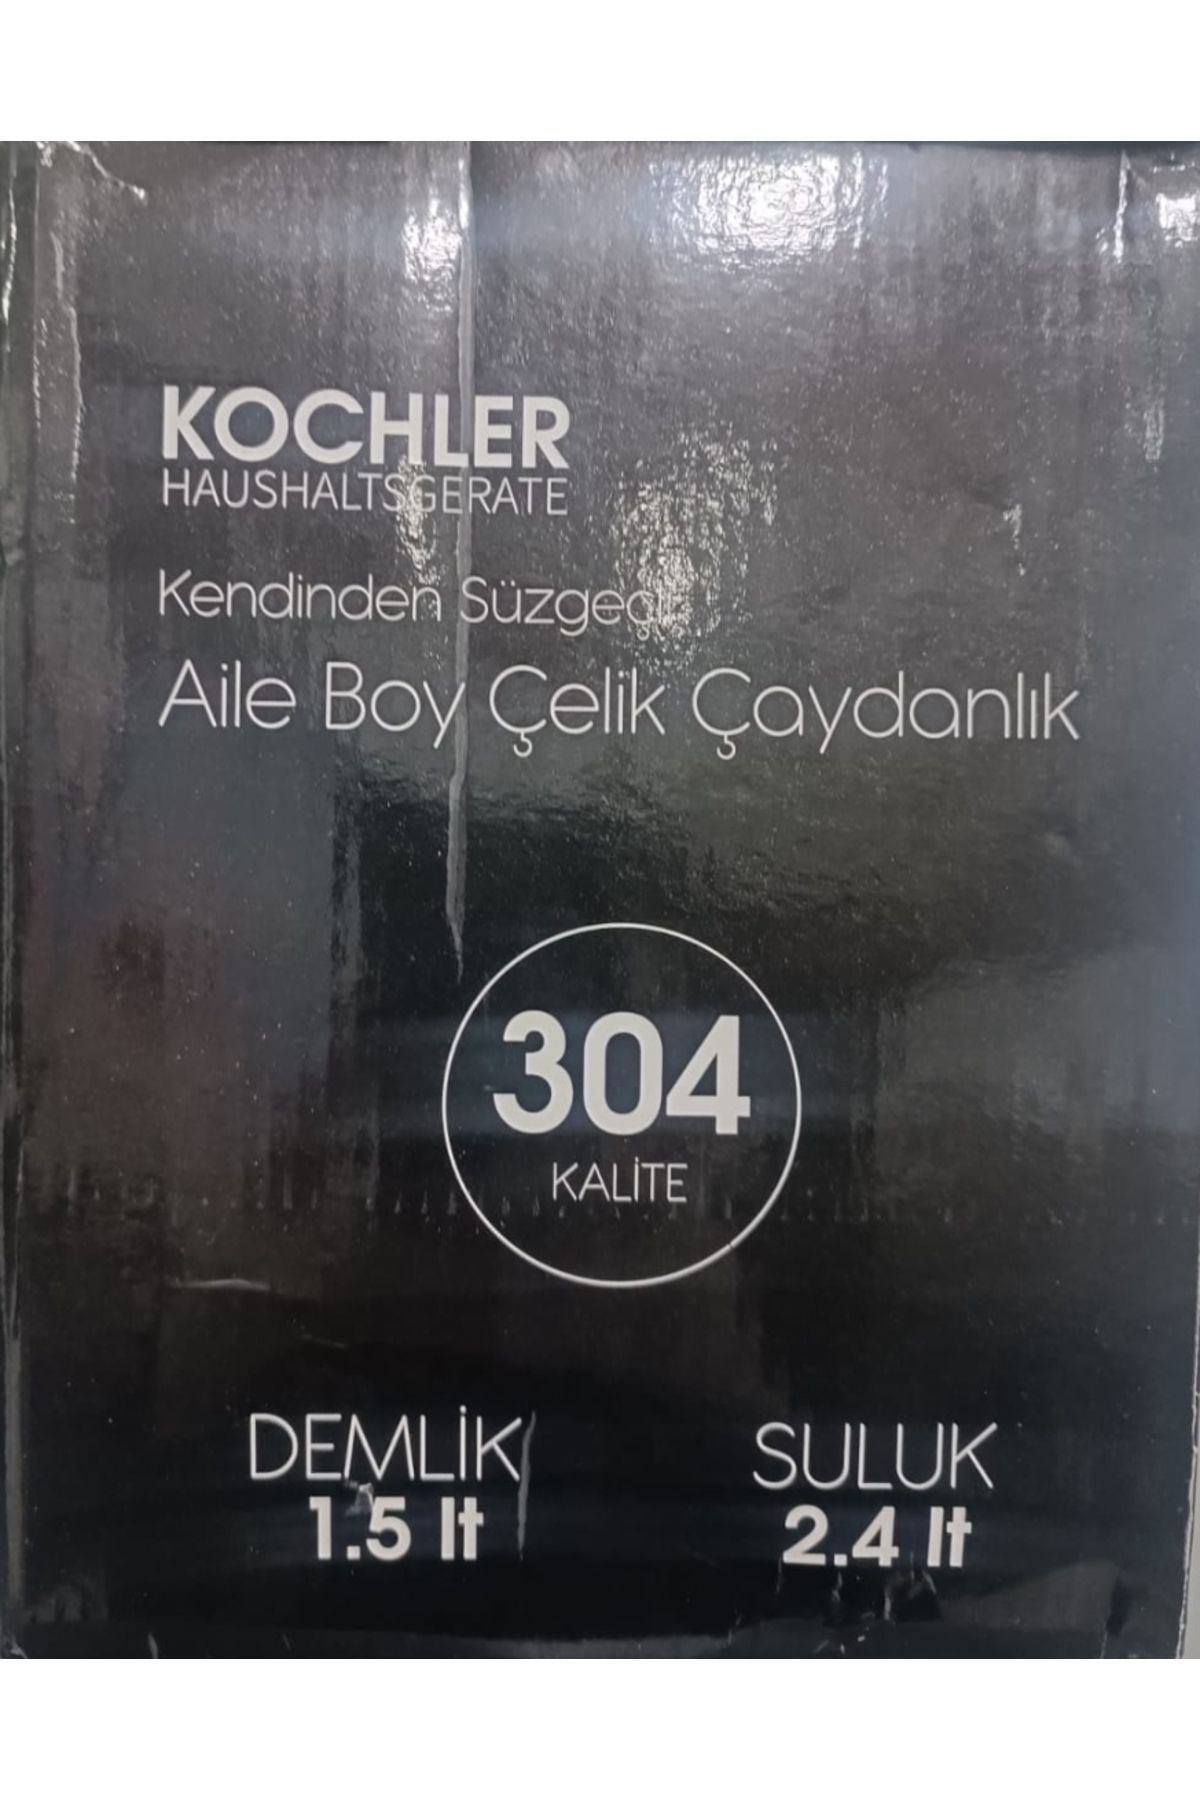 KOCHLER
HAUSHALTSGERATE
Kendinden Süzgeçli
Aile Boy Çelik Çaydanlık
304
KALİTE
DEMLİK
1.5 lt
SULUK
2.4 lt